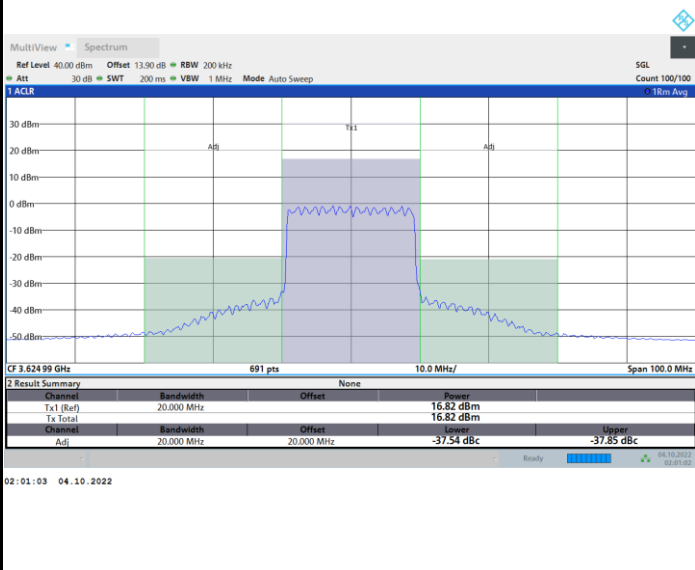 MultiView Spectrum
Ref Level 40.00 dBm Offset 13.90 dB RBW 200 kHz SGL
Att 30 dB SWT 200 ms VBW 1 MHz Mode Auto Sweep Count 100/100
1 ACLR 1Rm Avg
30 dBm
Tx1
20 dBm
Adj Adj
10 dBm
0 dBm
-10 dBm
-20 dBm
-30 dBm
-40 dBm
-50 dBm
CF 3.624 99 GHz 691 pts 10.0 MHz/ Span 100.0 MHz
2 Result Summary None
Channel Bandwidth Offset Power
Tx1 (Ref) 20.000 MHz 16.82 dBm
Tx Total 16.82 dBm
Channel Bandwidth Offset Lower Upper
Adj 20.000 MHz 20.000 MHz -37.54 dBc -37.85 dBc
Ready 04.10.2022
02:01:02
02:01:03 04.10.2022